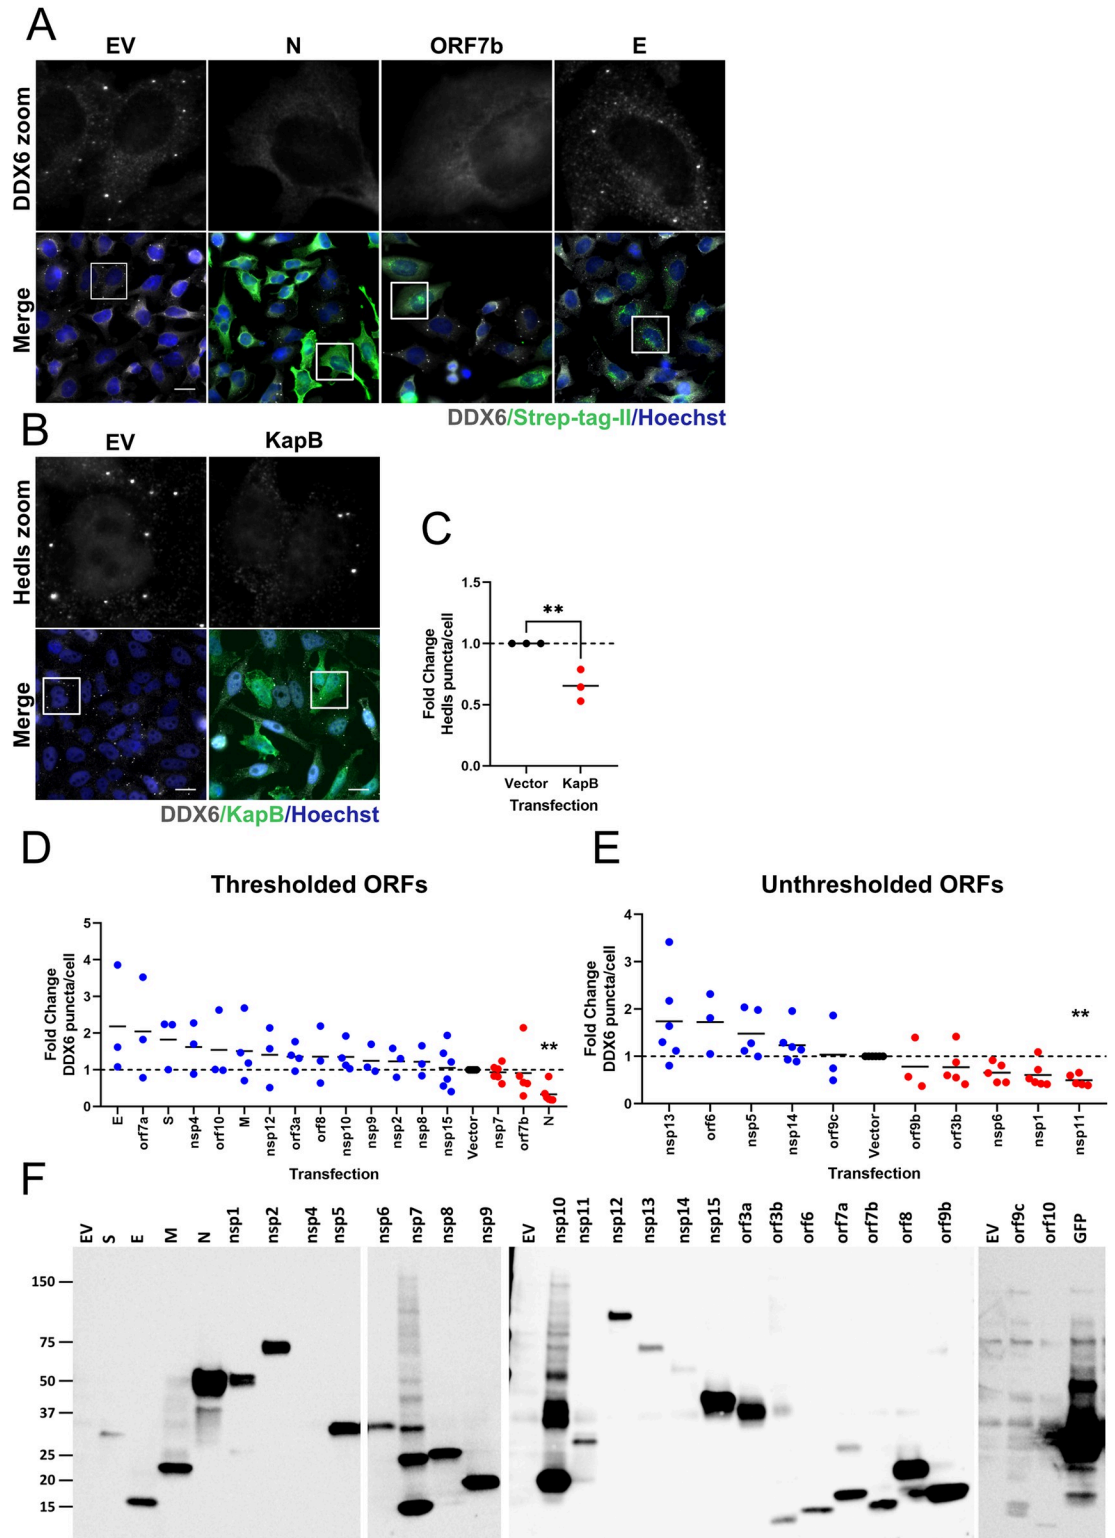 A
EV N ORF7b E
DDX6 zoom
Merge
DDX6/Strep-tag-II/Hoechst
B
EV KapB
Hedls zoom
Merge
DDX6/KapB/Hoechst
C
Fold Change
Hedls puncta/cell
1.5
1.0
0.5
0.0
**
Vector KapB
Transfection
D
Thresholded ORFs
Fold Change
DDX6 puncta/cell
5
4
3
2
1
0
**
E orf7a S nsp4 orf10 M nsp12 orf3a orf8 nsp10 nsp9 nsp2 nsp8 nsp15 Vector nsp7 orf7b N
Transfection
E
Unthresholded ORFs
Fold Change
DDX6 puncta/cell
4
3
2
1
0
**
nsp13 orf6 nsp5 nsp14 orf9c Vector orf9b orf3b nsp6 nsp1 nsp11
Transfection
F
EV S E M N nsp1 nsp2 nsp4 nsp5 nsp6 nsp7 nsp8 nsp9 EV nsp10 nsp11 nsp12 nsp13 nsp14 nsp15 orf3a orf3b orf6 orf7a orf7b orf8 orf9b EV orf9c orf10 GFP
150
75
50
37
25
20
15